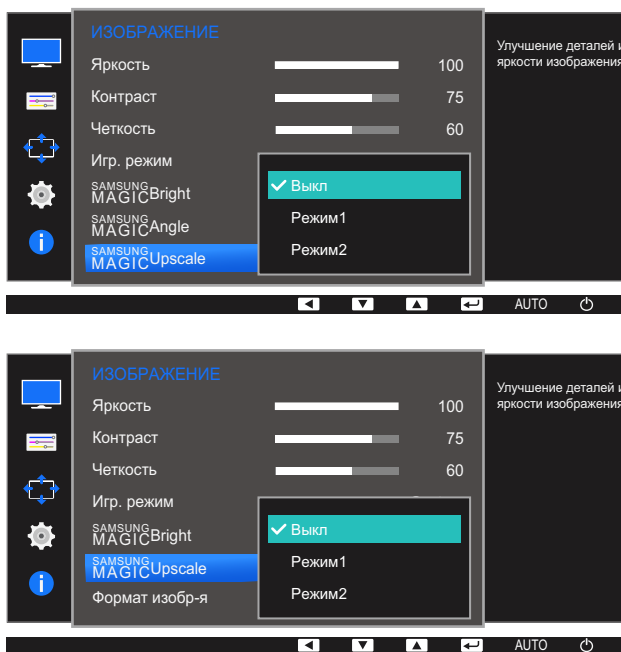 ИЗОБРАЖЕНИЕ
Яркость 100
Контраст 75
Четкость 60
Игр. режим
SAMSUNG
MAGICBright
SAMSUNG
MAGICAngle
SAMSUNG
MAGICUpscale
Выкл
Режим1
Режим2
Улучшение деталей и
яркости изображения
AUTO
ИЗОБРАЖЕНИЕ
Яркость 100
Контраст 75
Четкость 60
Игр. режим
SAMSUNG
MAGICBright
SAMSUNG
MAGICUpscale
Формат изобр-я
Выкл
Режим1
Режим2
Улучшение деталей и
яркости изображения
AUTO